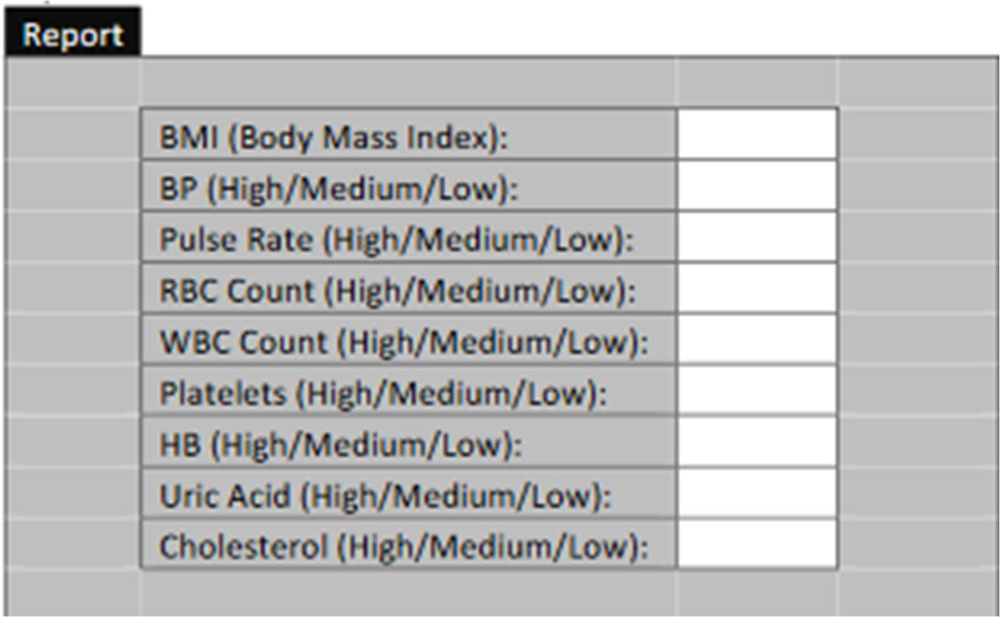 Report
BMI (Body Mass Index):
BP (High/Medium/Low):
Pulse Rate (High/Medium/Low):
RBC Count (High/Medium/Low):
WBC Count (High/Medium/Low):
Platelets (High/Medium/Low):
HB (High/Medium/Low):
Uric Acid (High/Medium/Low):
Cholesterol (High/Medium/Low):